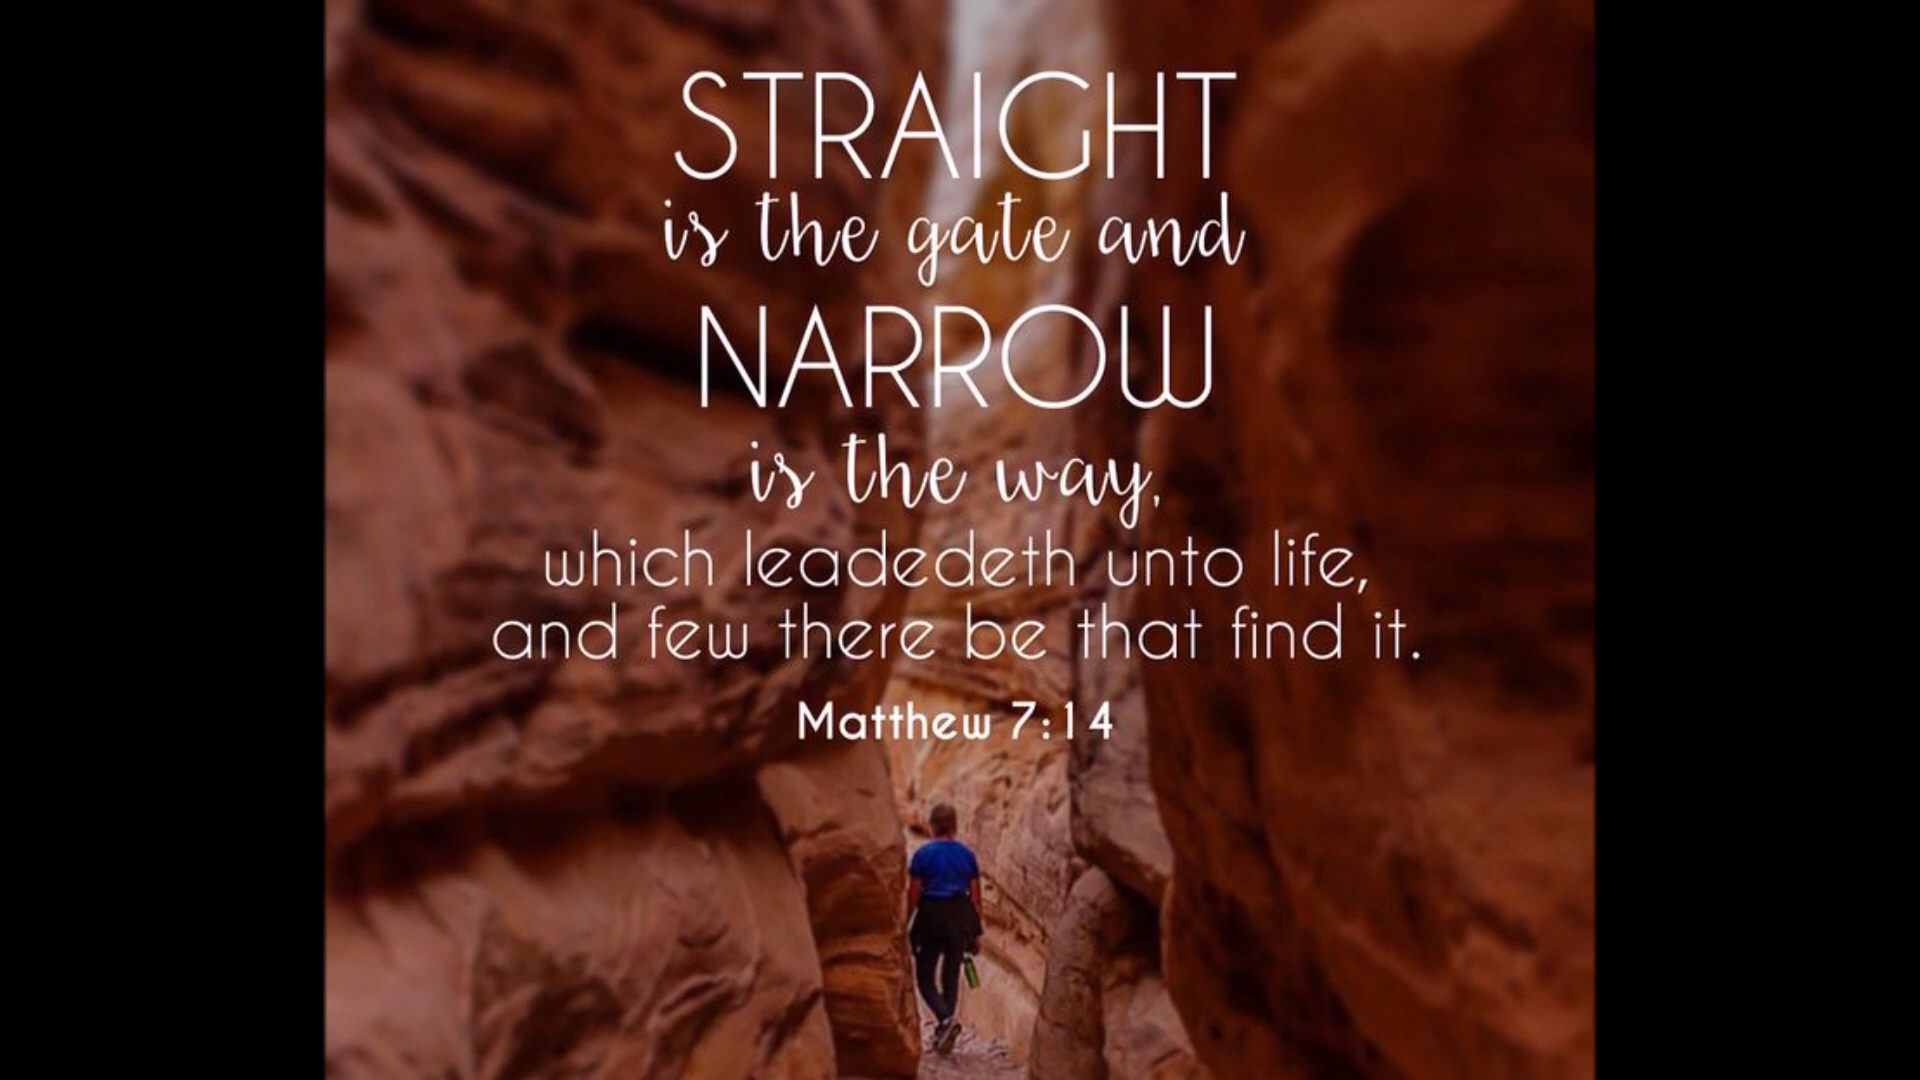 STRAIGHT
is the gate and
NARROW
is the way,
which leadedeth unto life,
and few there be that find it.
Matthew 7:14